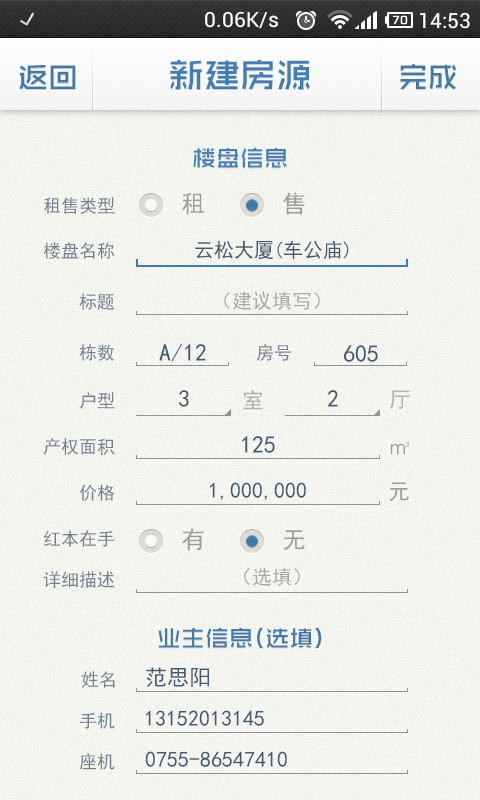 0.06K/s 70 14:53
返回 新建房源 完成
楼盘信息
租售类型 租 售
楼盘名称 云松大厦(车公庙)
标题 (建议填写)
栋数 A/12 房号 605
户型 3 室 2 厅
产权面积 125 m²
价格 1,000,000 元
红本在手 有 无
详细描述 (选填)
业主信息(选填)
姓名 范思阳
手机 13152013145
座机 0755-86547410